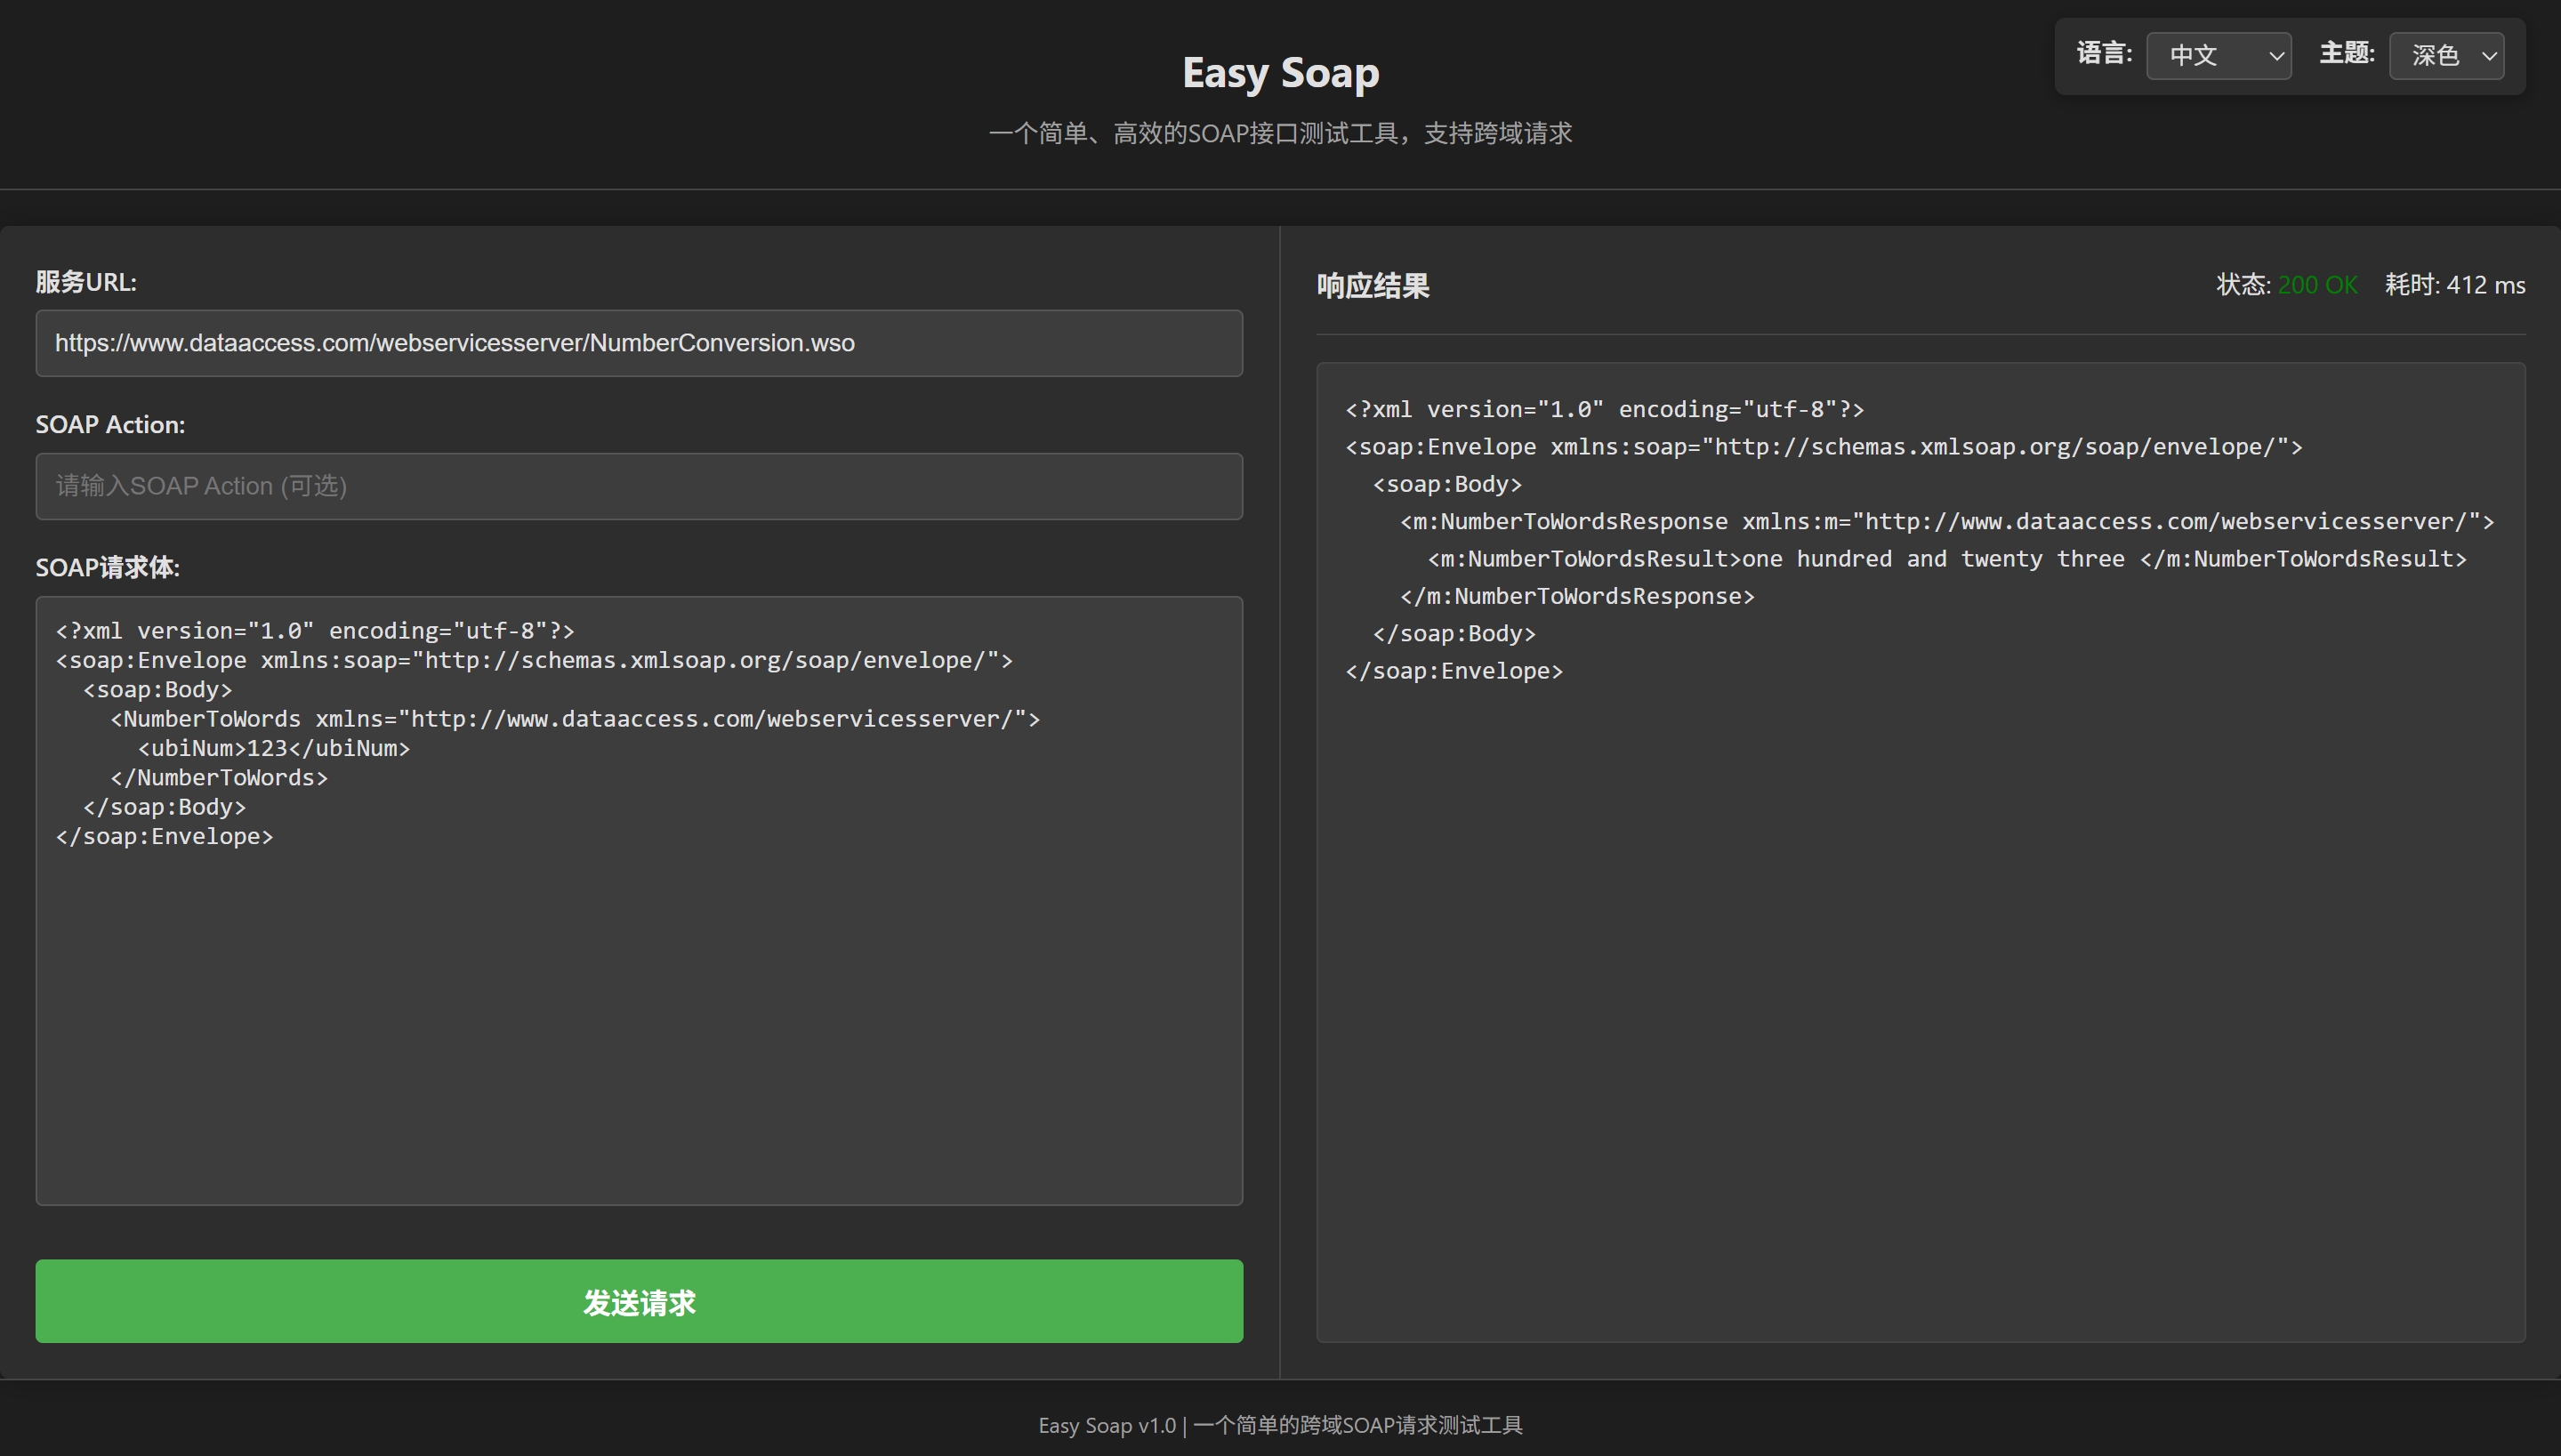 Easy Soap
一个简单、高效的SOAP接口测试工具，支持跨域请求
语言: 中文 主题: 深色
服务URL:
https://www.dataaccess.com/webservicesserver/NumberConversion.wso
SOAP Action:
请输入SOAP Action (可选)
SOAP请求体:
<?xml version="1.0" encoding="utf-8"?>
<soap:Envelope xmlns:soap="http://schemas.xmlsoap.org/soap/envelope/">
  <soap:Body>
    <NumberToWords xmlns="http://www.dataaccess.com/webservicesserver/">
      <ubiNum>123</ubiNum>
    </NumberToWords>
  </soap:Body>
</soap:Envelope>
发送请求
响应结果
状态: 200 OK 耗时: 412 ms
<?xml version="1.0" encoding="utf-8"?>
<soap:Envelope xmlns:soap="http://schemas.xmlsoap.org/soap/envelope/">
  <soap:Body>
    <m:NumberToWordsResponse xmlns:m="http://www.dataaccess.com/webservicesserver/">
      <m:NumberToWordsResult>one hundred and twenty three </m:NumberToWordsResult>
    </m:NumberToWordsResponse>
  </soap:Body>
</soap:Envelope>
Easy Soap v1.0 | 一个简单的跨域SOAP请求测试工具